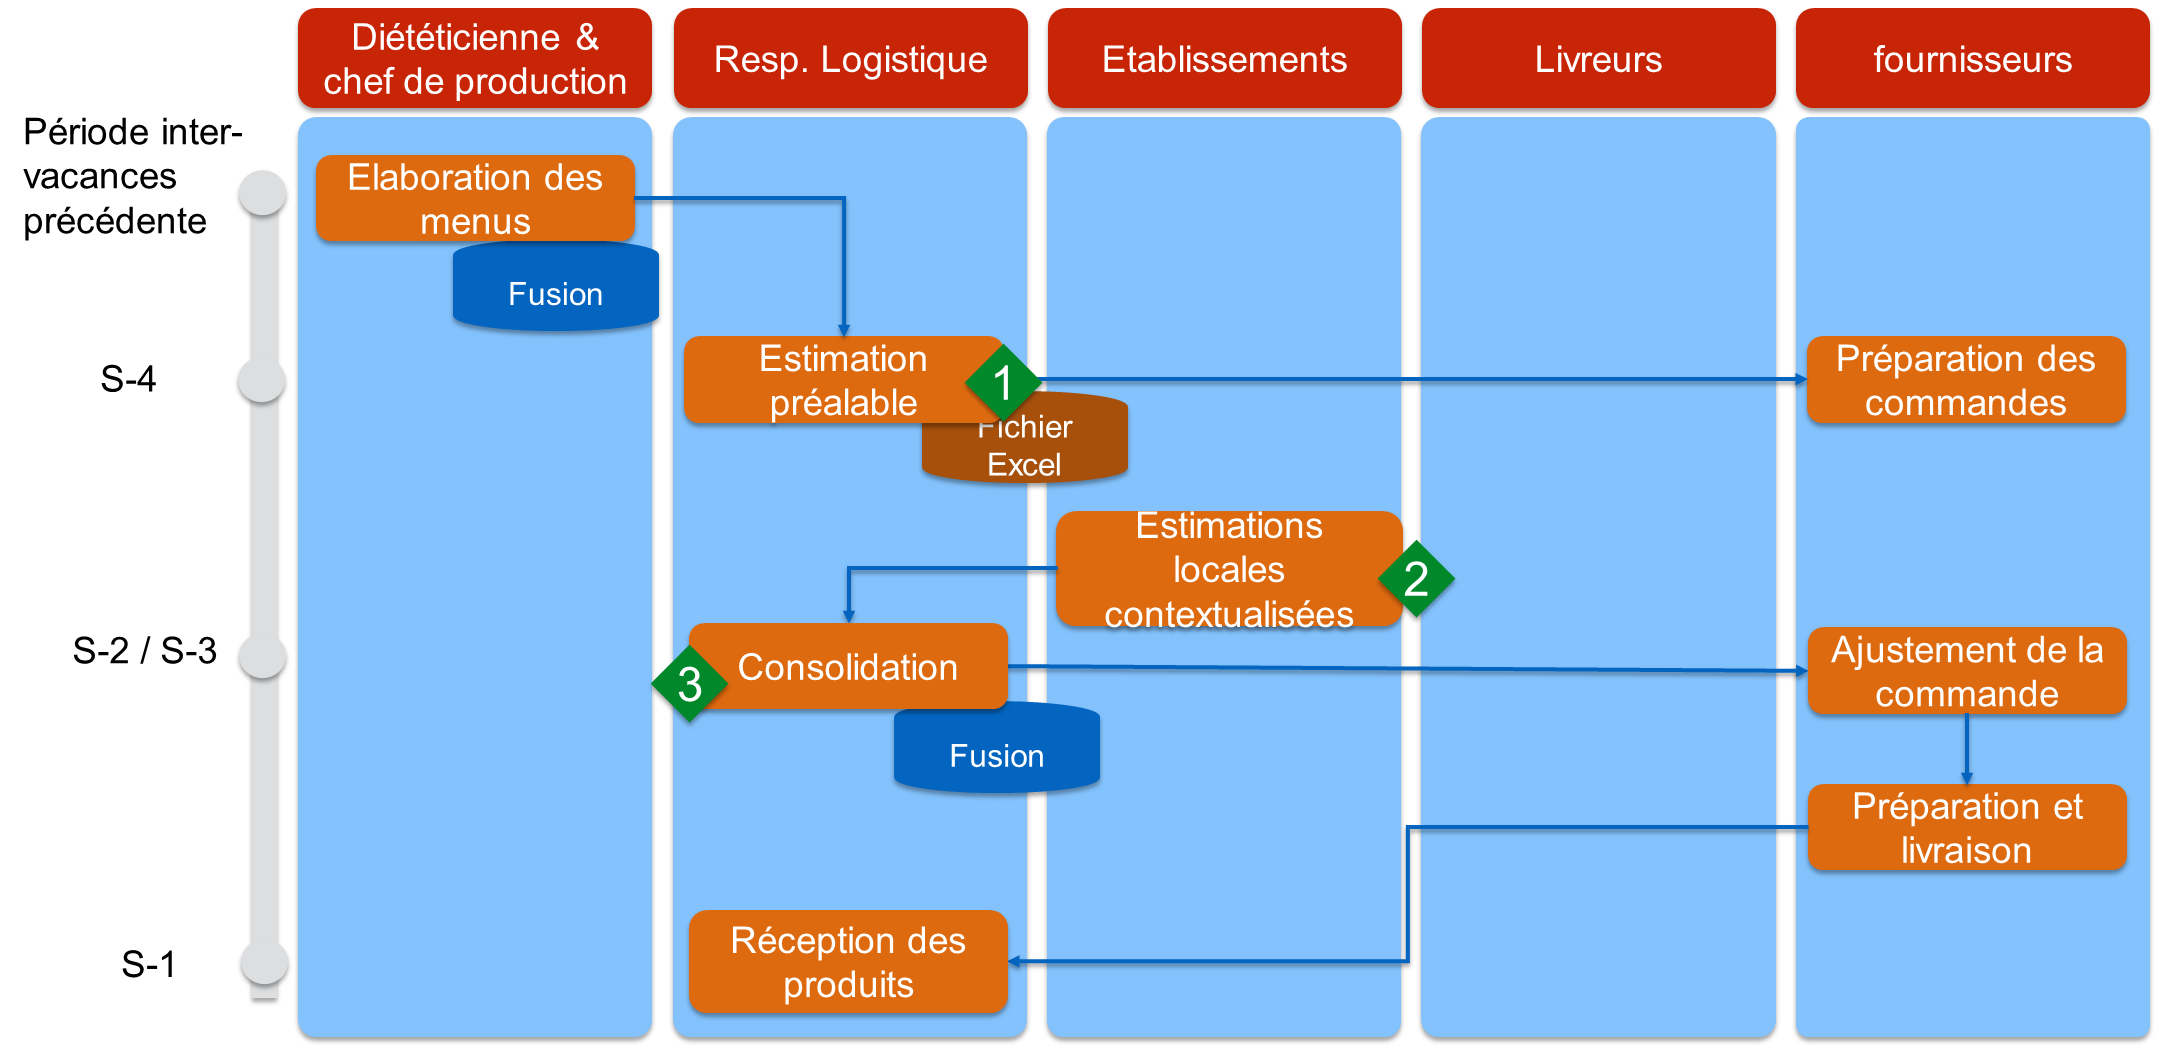 Diététicienne &
chef de production
Resp. Logistique
Etablissements
Livreurs
fournisseurs
Période inter-
vacances
précédente
Elaboration des
menus
Fusion
S-4
Estimation
préalable
1
Fichier
Excel
Préparation des
commandes
Estimations
locales
contextualisées
2
S-2 / S-3
3
Consolidation
Fusion
Ajustement de la
commande
Préparation et
livraison
S-1
Réception des
produits